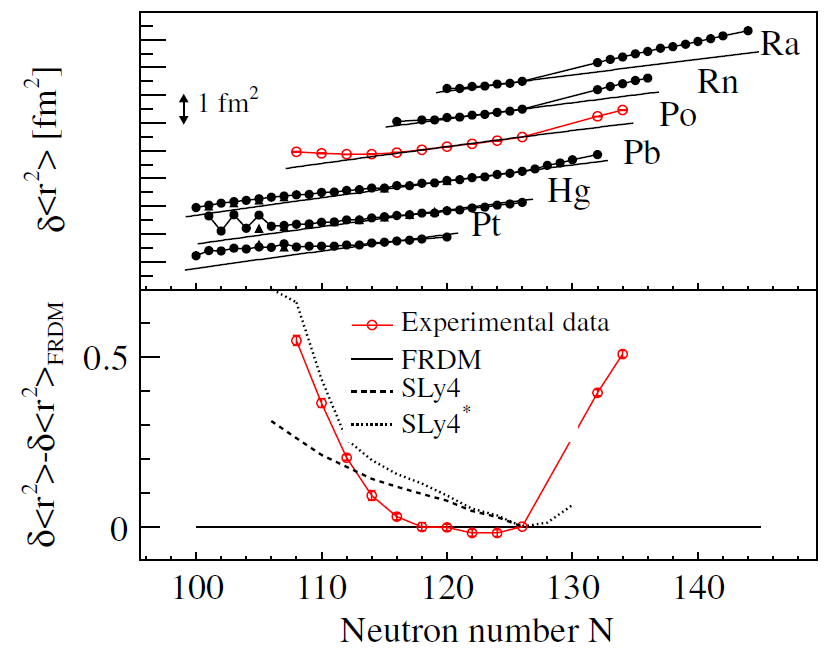 δ<r²> [fm²]
1 fm²
Ra
Rn
Po
Pb
Hg
Pt
δ<r²>-δ<r²>FRDM
0.5
0
Experimental data
FRDM
SLy4
SLy4*
100 110 120 130 140
Neutron number N